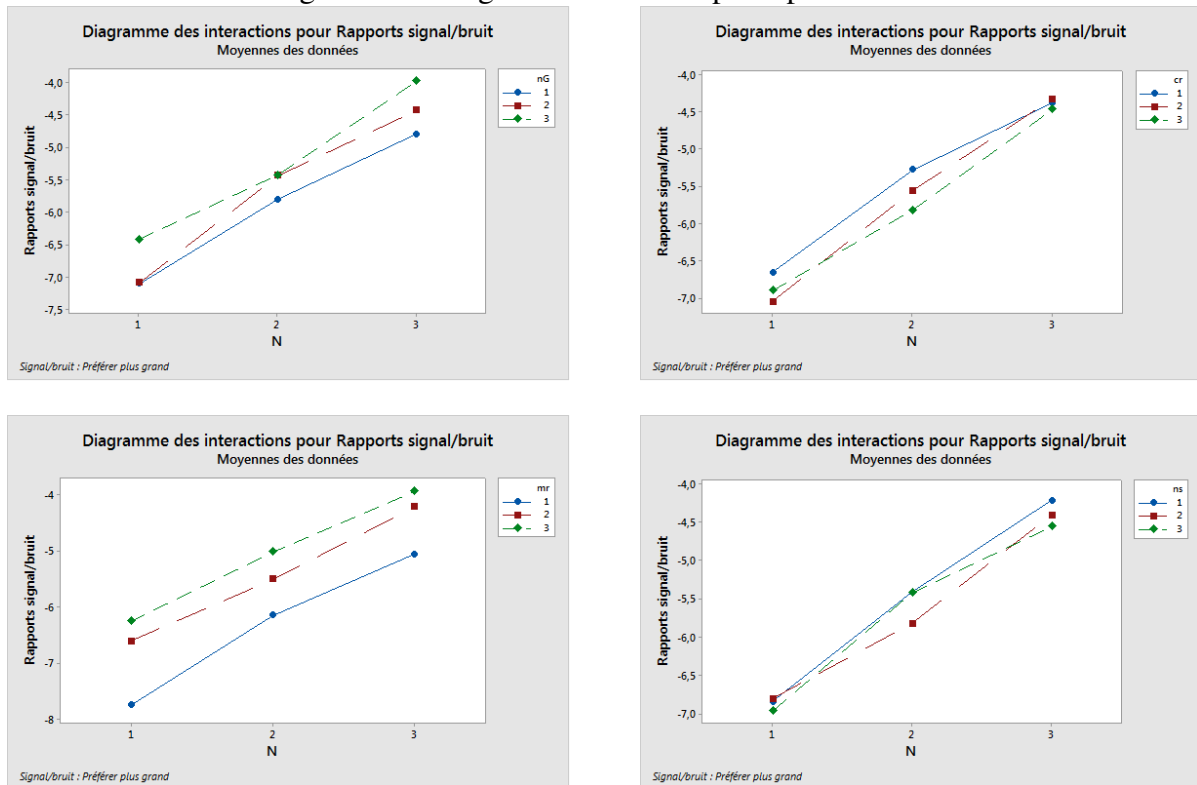 Diagramme des interactions pour Rapports signal/bruit
Moyennes des données
Rapports signal/bruit
-4,0
-4,5
-5,0
-5,5
-6,0
-6,5
-7,0
-7,5
1 2 3
N
nG
1
2
3
Signal/bruit : Préférer plus grand
Diagramme des interactions pour Rapports signal/bruit
Moyennes des données
Rapports signal/bruit
-4,0
-4,5
-5,0
-5,5
-6,0
-6,5
-7,0
1 2 3
N
cr
1
2
3
Signal/bruit : Préférer plus grand
Diagramme des interactions pour Rapports signal/bruit
Moyennes des données
Rapports signal/bruit
-4
-5
-6
-7
-8
1 2 3
N
mr
1
2
3
Signal/bruit : Préférer plus grand
Diagramme des interactions pour Rapports signal/bruit
Moyennes des données
Rapports signal/bruit
-4,0
-4,5
-5,0
-5,5
-6,0
-6,5
-7,0
1 2 3
N
ns
1
2
3
Signal/bruit : Préférer plus grand